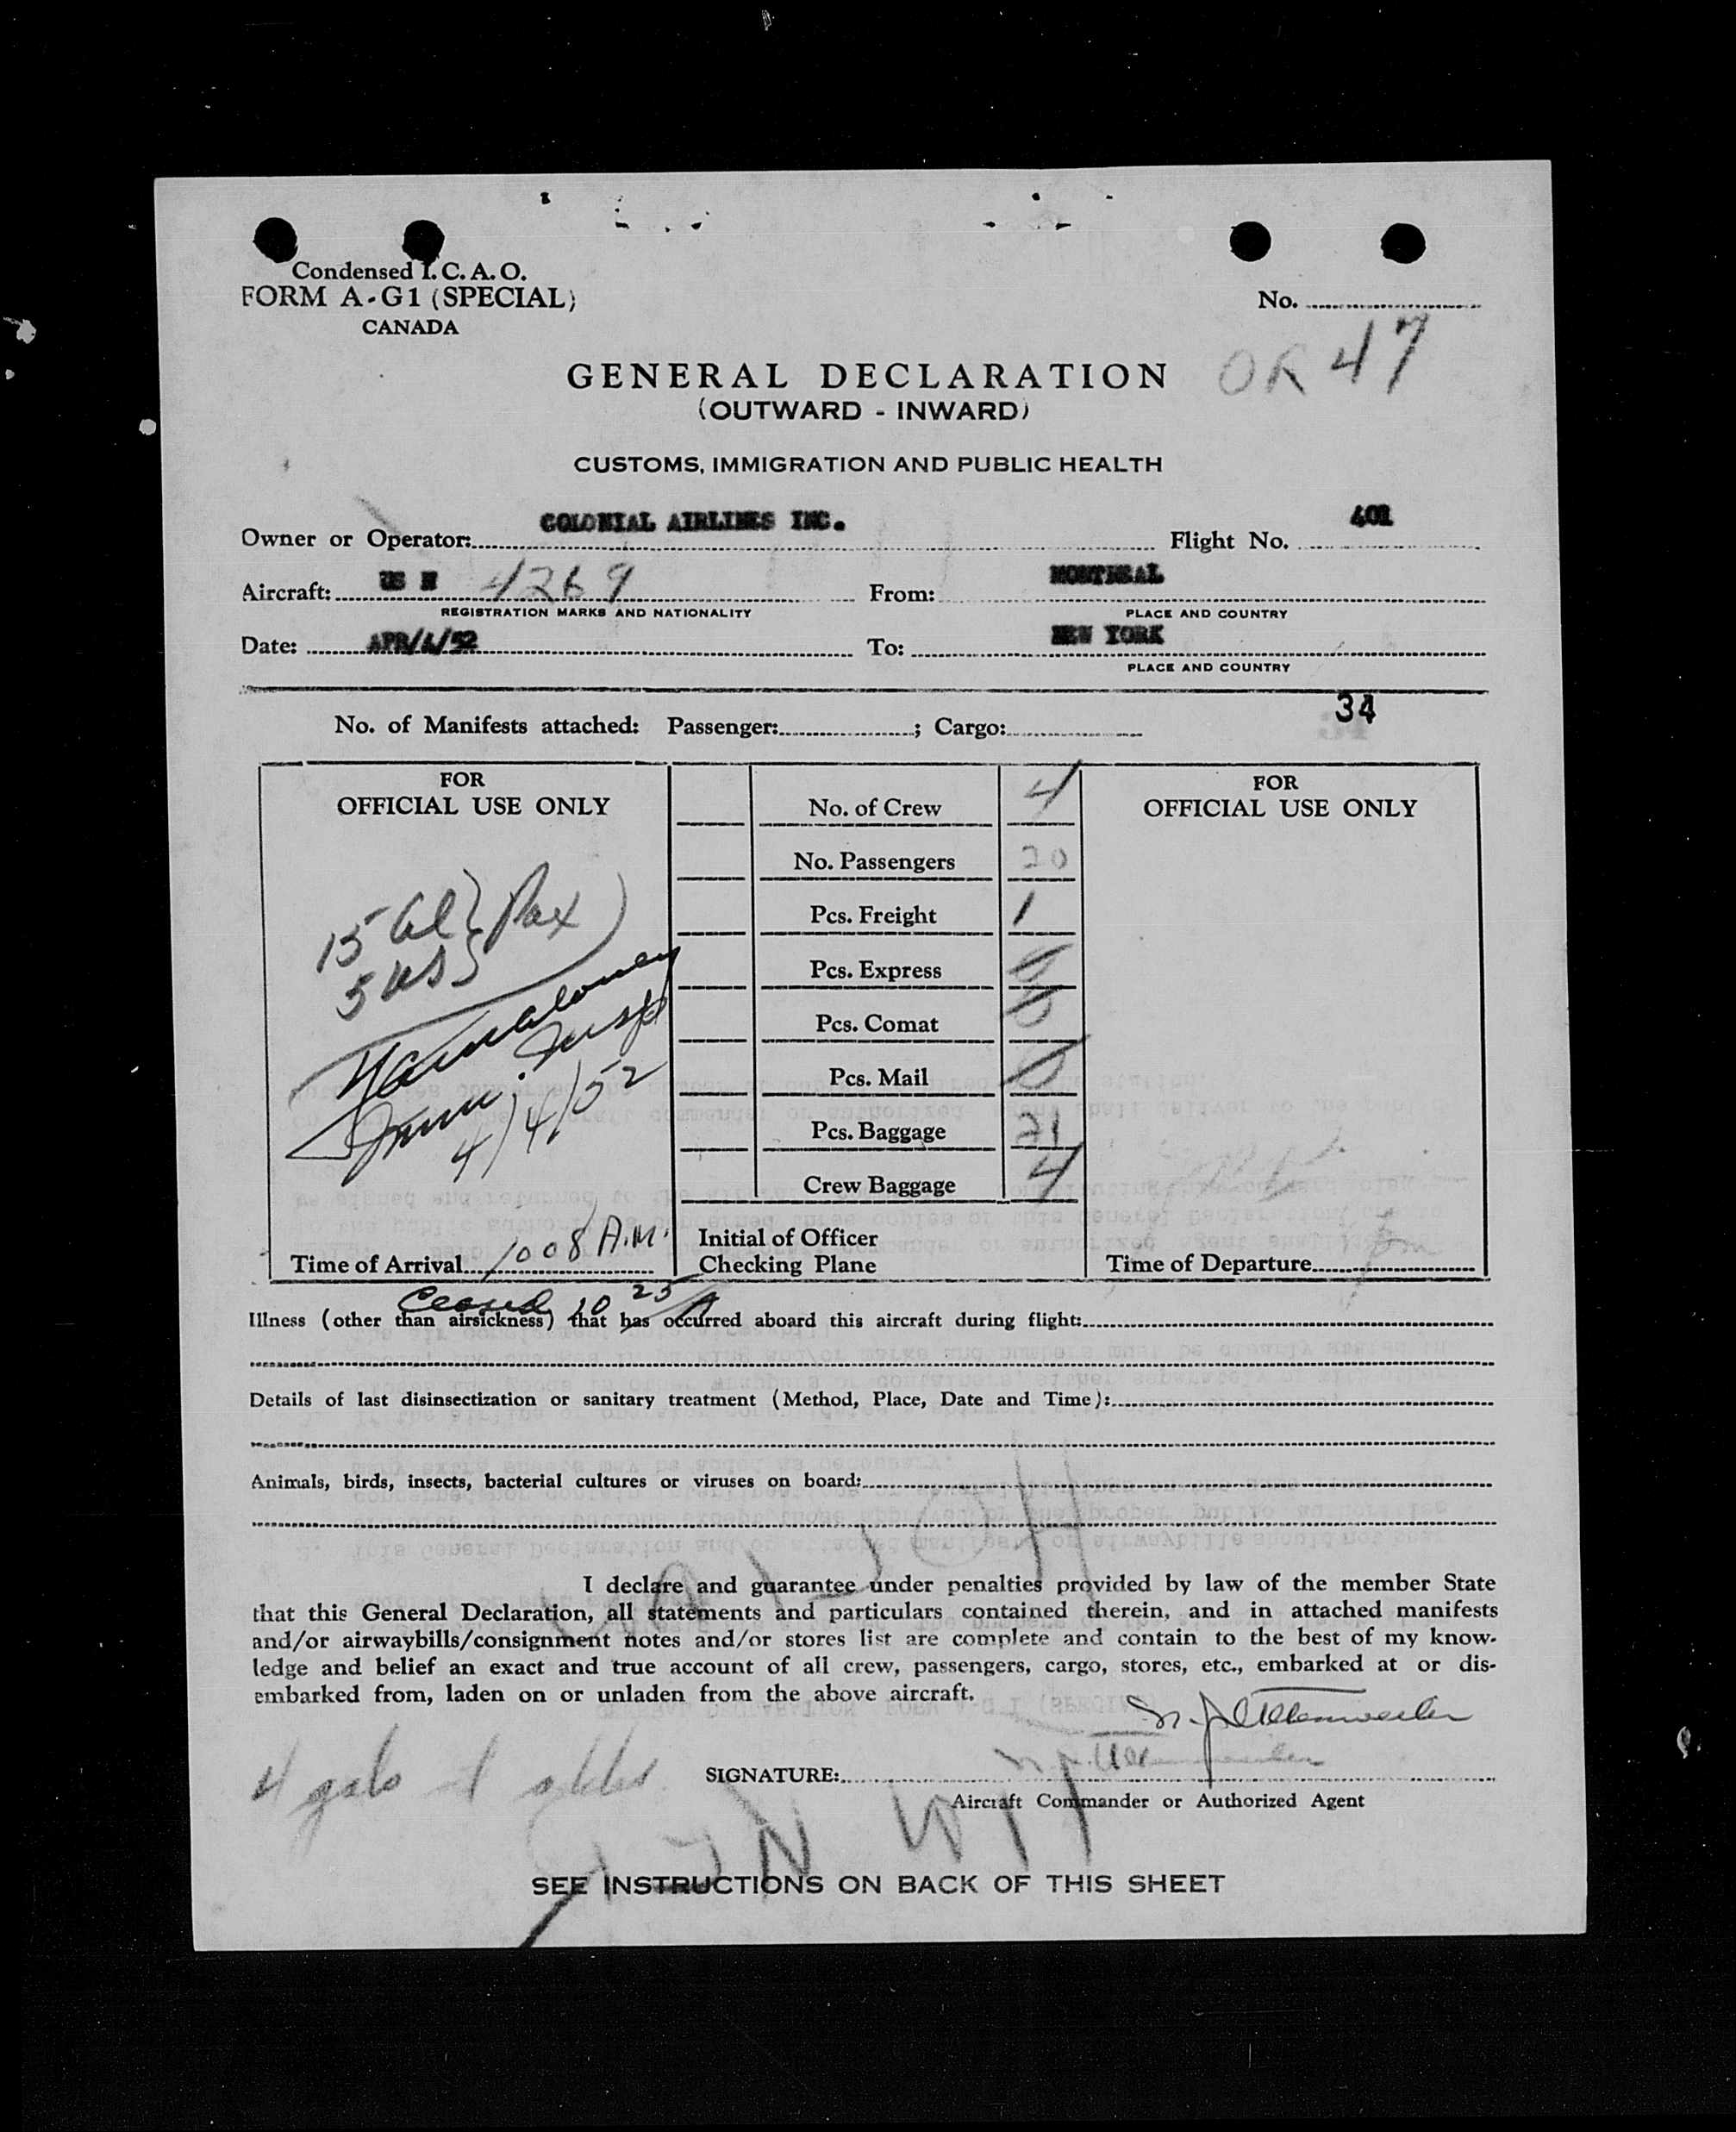 Condensed I.C.A.O.
FORM A-G1 (SPECIAL)
CANADA
No.
OK 47
GENERAL DECLARATION
(OUTWARD - INWARD)
CUSTOMS, IMMIGRATION AND PUBLIC HEALTH
Owner or Operator: COLONIAL AIRLINES INC. Flight No. 401
Aircraft: US N 4269 From: MONTREAL
REGISTRATION MARKS AND NATIONALITY PLACE AND COUNTRY
Date: APR/4/52 To: NEW YORK
PLACE AND COUNTRY
34
No. of Manifests attached: Passenger: ; Cargo:
FOR
OFFICIAL USE ONLY
15 al } Pax
5 US
Imm. Insp
4/4/52
Time of Arrival 1008 A.M.
No. of Crew 4
No. Passengers 20
Pcs. Freight 1
Pcs. Express 0
Pcs. Comat 0
Pcs. Mail 0
Pcs. Baggage 21
Crew Baggage 4
Initial of Officer
Checking Plane
FOR
OFFICIAL USE ONLY
Time of Departure
10 25 A
Illness (other than airsickness) that has occurred aboard this aircraft during flight:
Details of last disinsectization or sanitary treatment (Method, Place, Date and Time):
Animals, birds, insects, bacterial cultures or viruses on board:
I declare and guarantee under penalties provided by law of the member State
that this General Declaration, all statements and particulars contained therein, and in attached manifests
and/or airwaybills/consignment notes and/or stores list are complete and contain to the best of my know-
ledge and belief an exact and true account of all crew, passengers, cargo, stores, etc., embarked at or dis-
embarked from, laden on or unladen from the above aircraft.
SIGNATURE:
Aircraft Commander or Authorized Agent
SEE INSTRUCTIONS ON BACK OF THIS SHEET